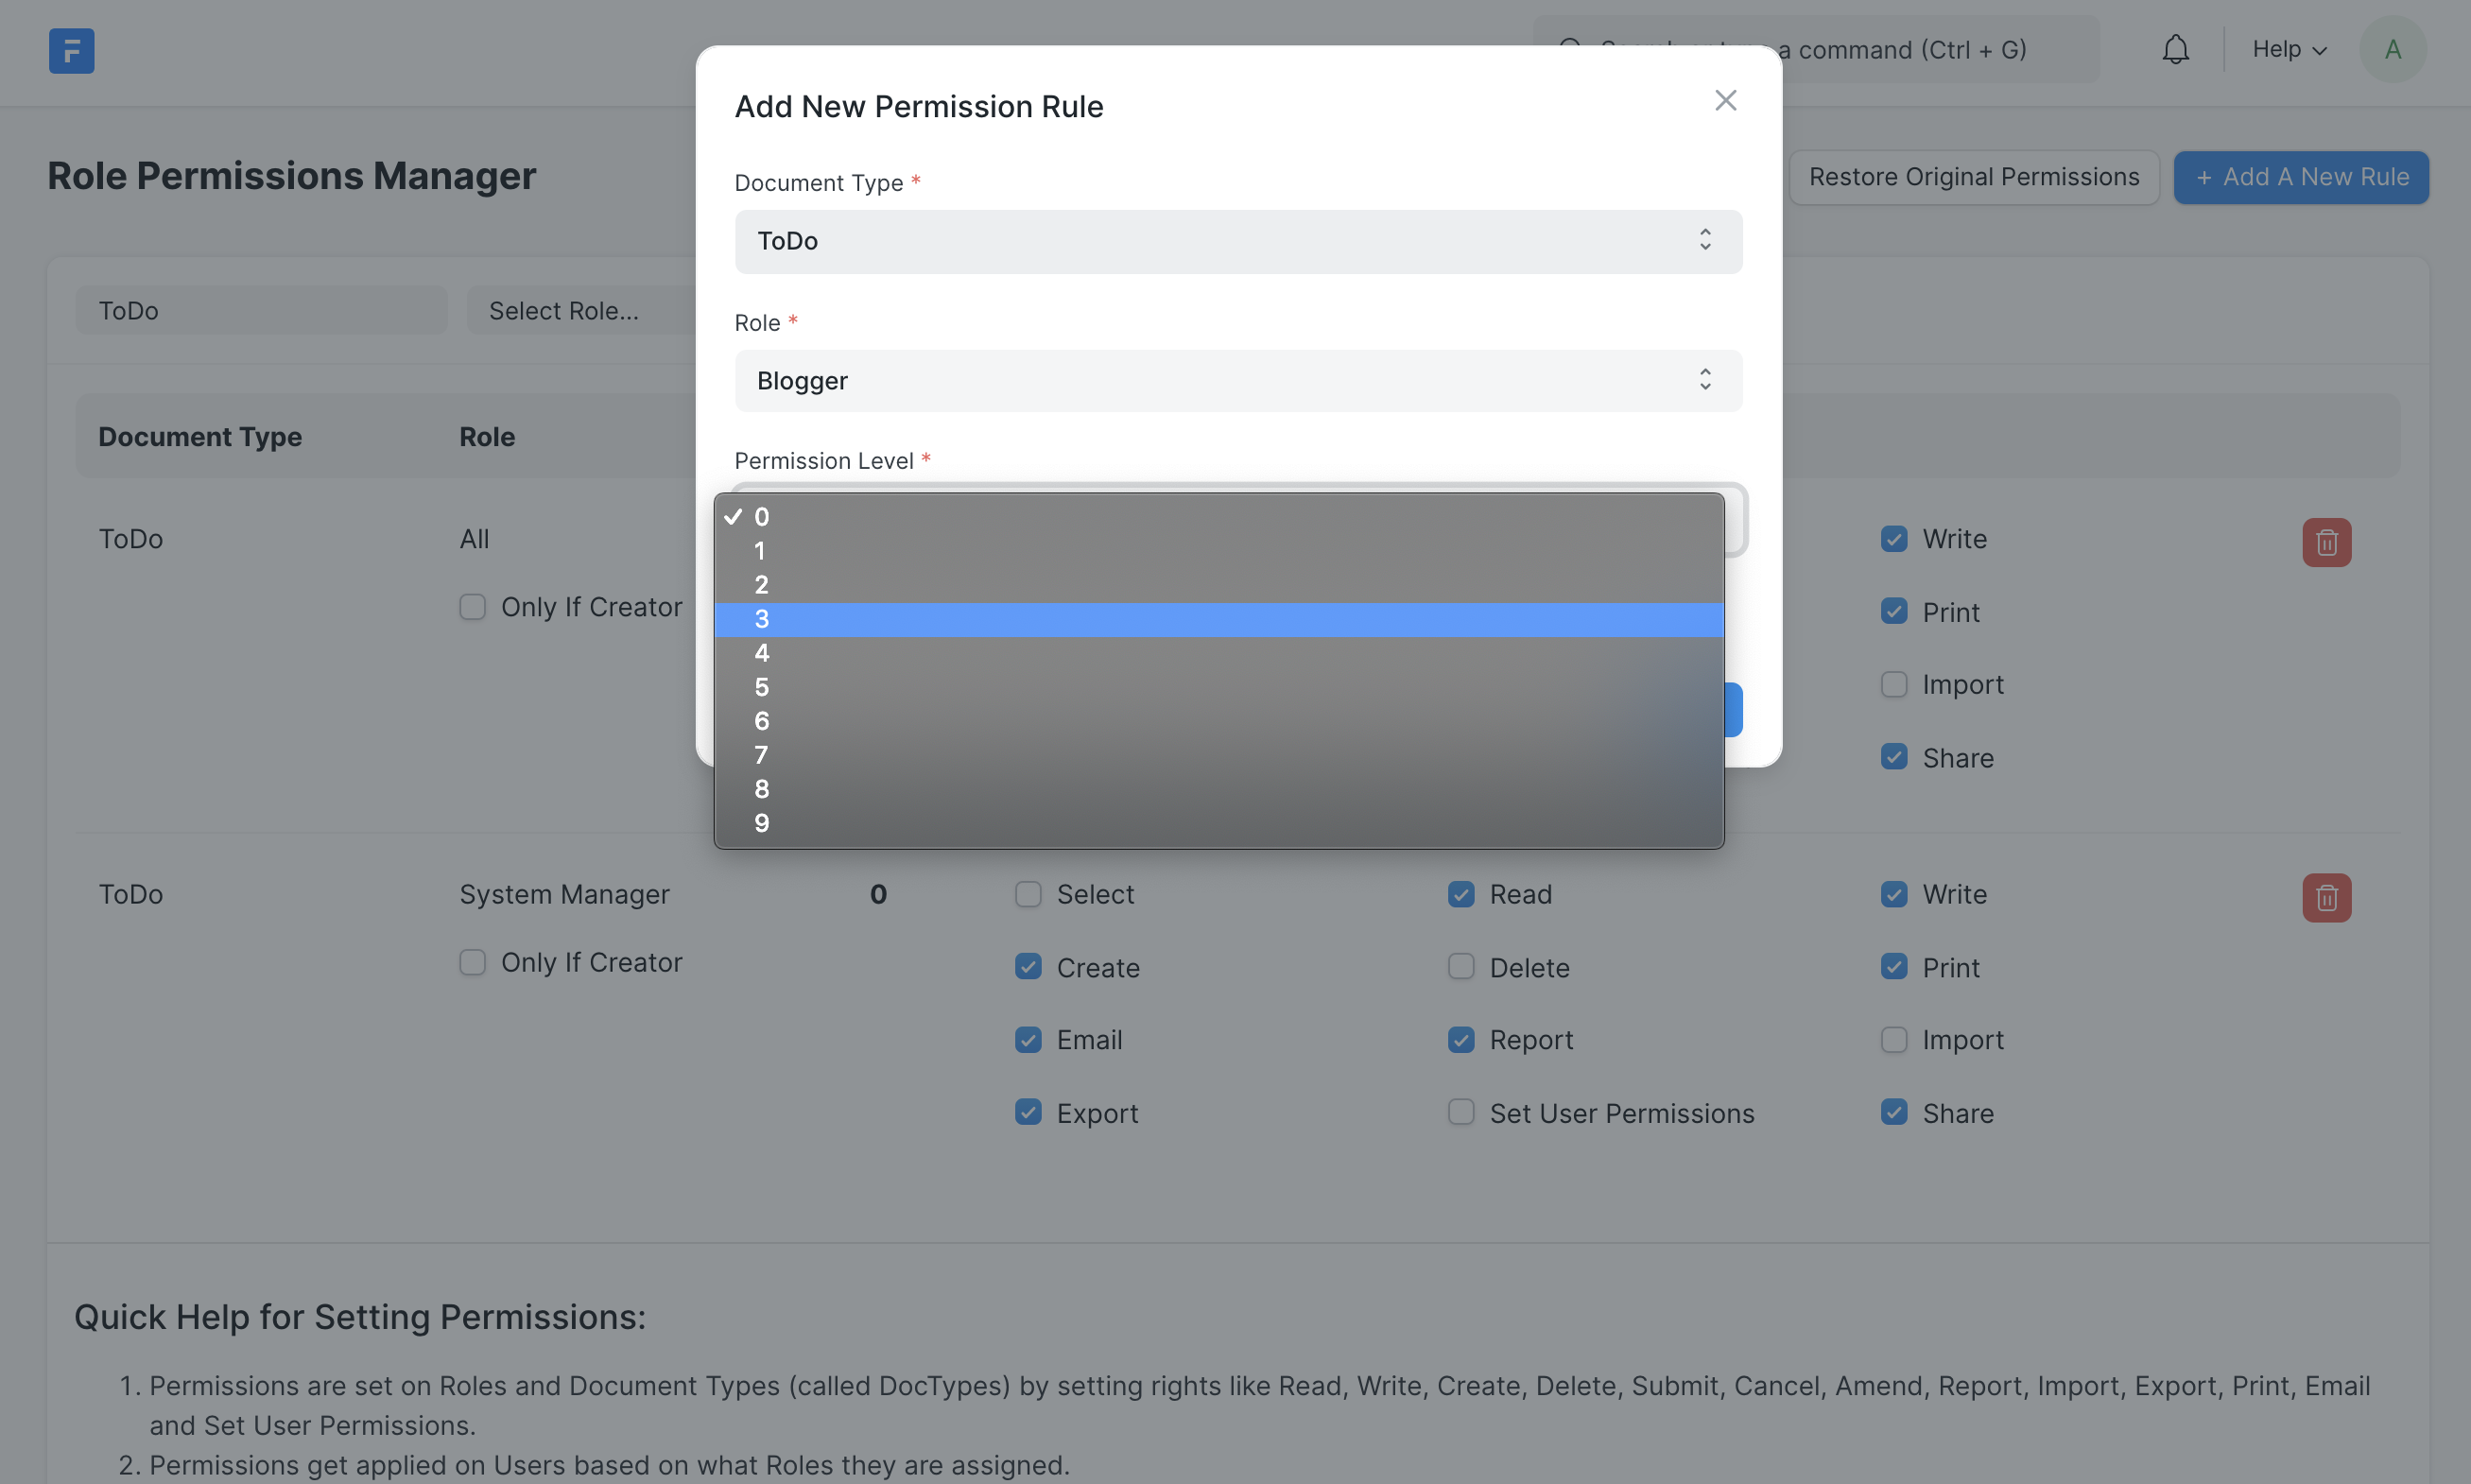 F
a command (Ctrl + G)
Help
A
Add New Permission Rule
Role Permissions Manager
Restore Original Permissions
+ Add A New Rule
Document Type *
ToDo
ToDo
Select Role...
Role *
Blogger
Document Type
Role
Permission Level *
0
1
2
3
4
5
6
7
8
9
ToDo
All
Only If Creator
Write
Print
Import
Share
ToDo
System Manager
0
Select
Read
Write
Only If Creator
Create
Delete
Print
Email
Report
Import
Export
Set User Permissions
Share
Quick Help for Setting Permissions:
1. Permissions are set on Roles and Document Types (called DocTypes) by setting rights like Read, Write, Create, Delete, Submit, Cancel, Amend, Report, Import, Export, Print, Email
and Set User Permissions.
2. Permissions get applied on Users based on what Roles they are assigned.